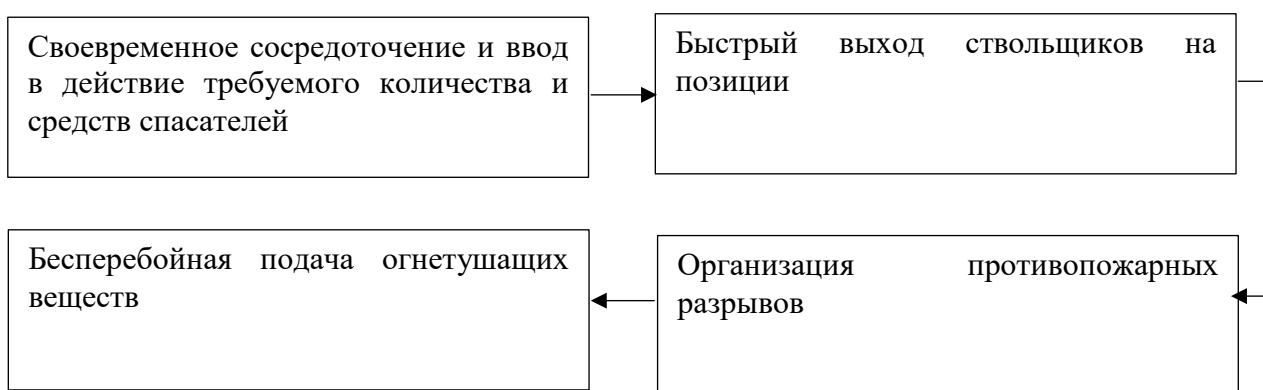 Своевременное сосредоточение и ввод
в действие требуемого количества и
средств спасателей
Быстрый выход ствольщиков на
позиции
Организация противопожарных
разрывов
Бесперебойная подача огнетушащих
веществ